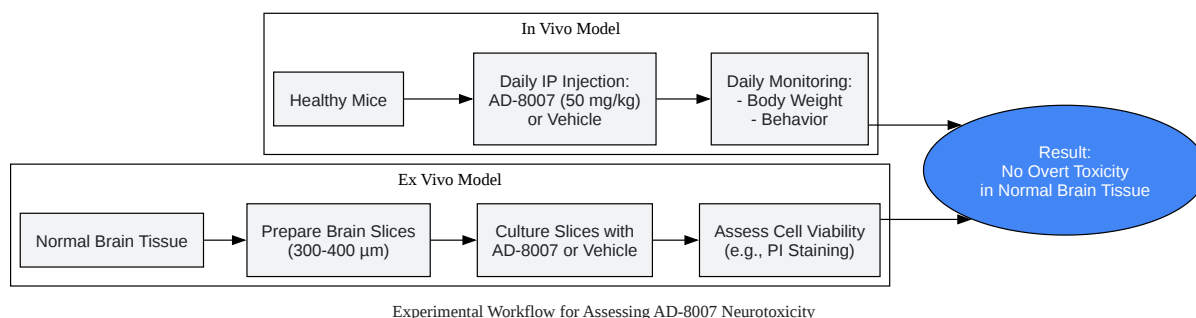 In Vivo Model
Healthy Mice
Daily IP Injection:
AD-8007 (50 mg/kg)
or Vehicle
Daily Monitoring:
- Body Weight
- Behavior
Result:
No Overt Toxicity
in Normal Brain Tissue
Ex Vivo Model
Normal Brain Tissue
Prepare Brain Slices
(300-400 µm)
Culture Slices with
AD-8007 or Vehicle
Assess Cell Viability
(e.g., PI Staining)
Experimental Workflow for Assessing AD-8007 Neurotoxicity